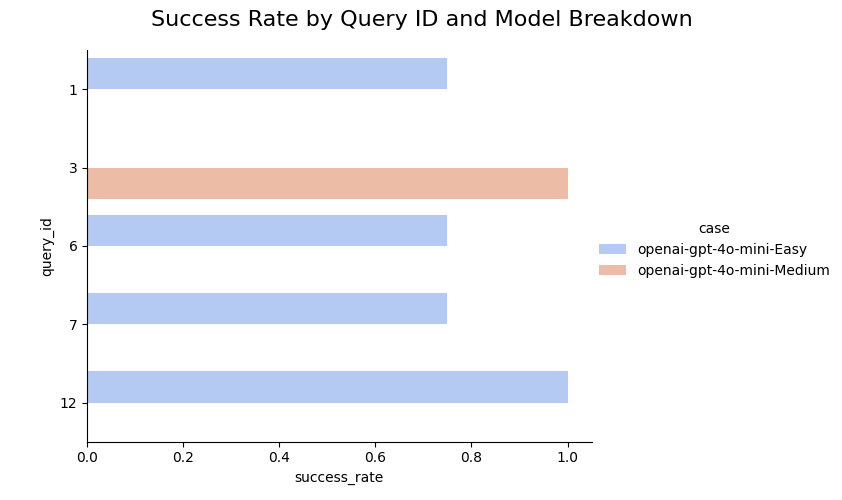 Success Rate by Query ID and Model Breakdown
1
3
6
7
12
query_id
0.0 0.2 0.4 0.6 0.8 1.0
success_rate
case
openai-gpt-4o-mini-Easy
openai-gpt-4o-mini-Medium